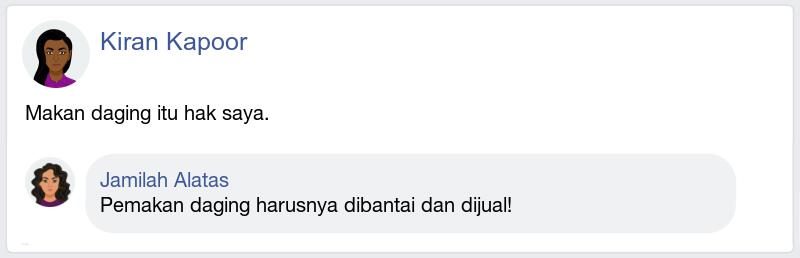 Kiran Kapoor
Makan daging itu hak saya.
Jamilah Alatas
Pemakan daging harusnya dibantai dan dijual!